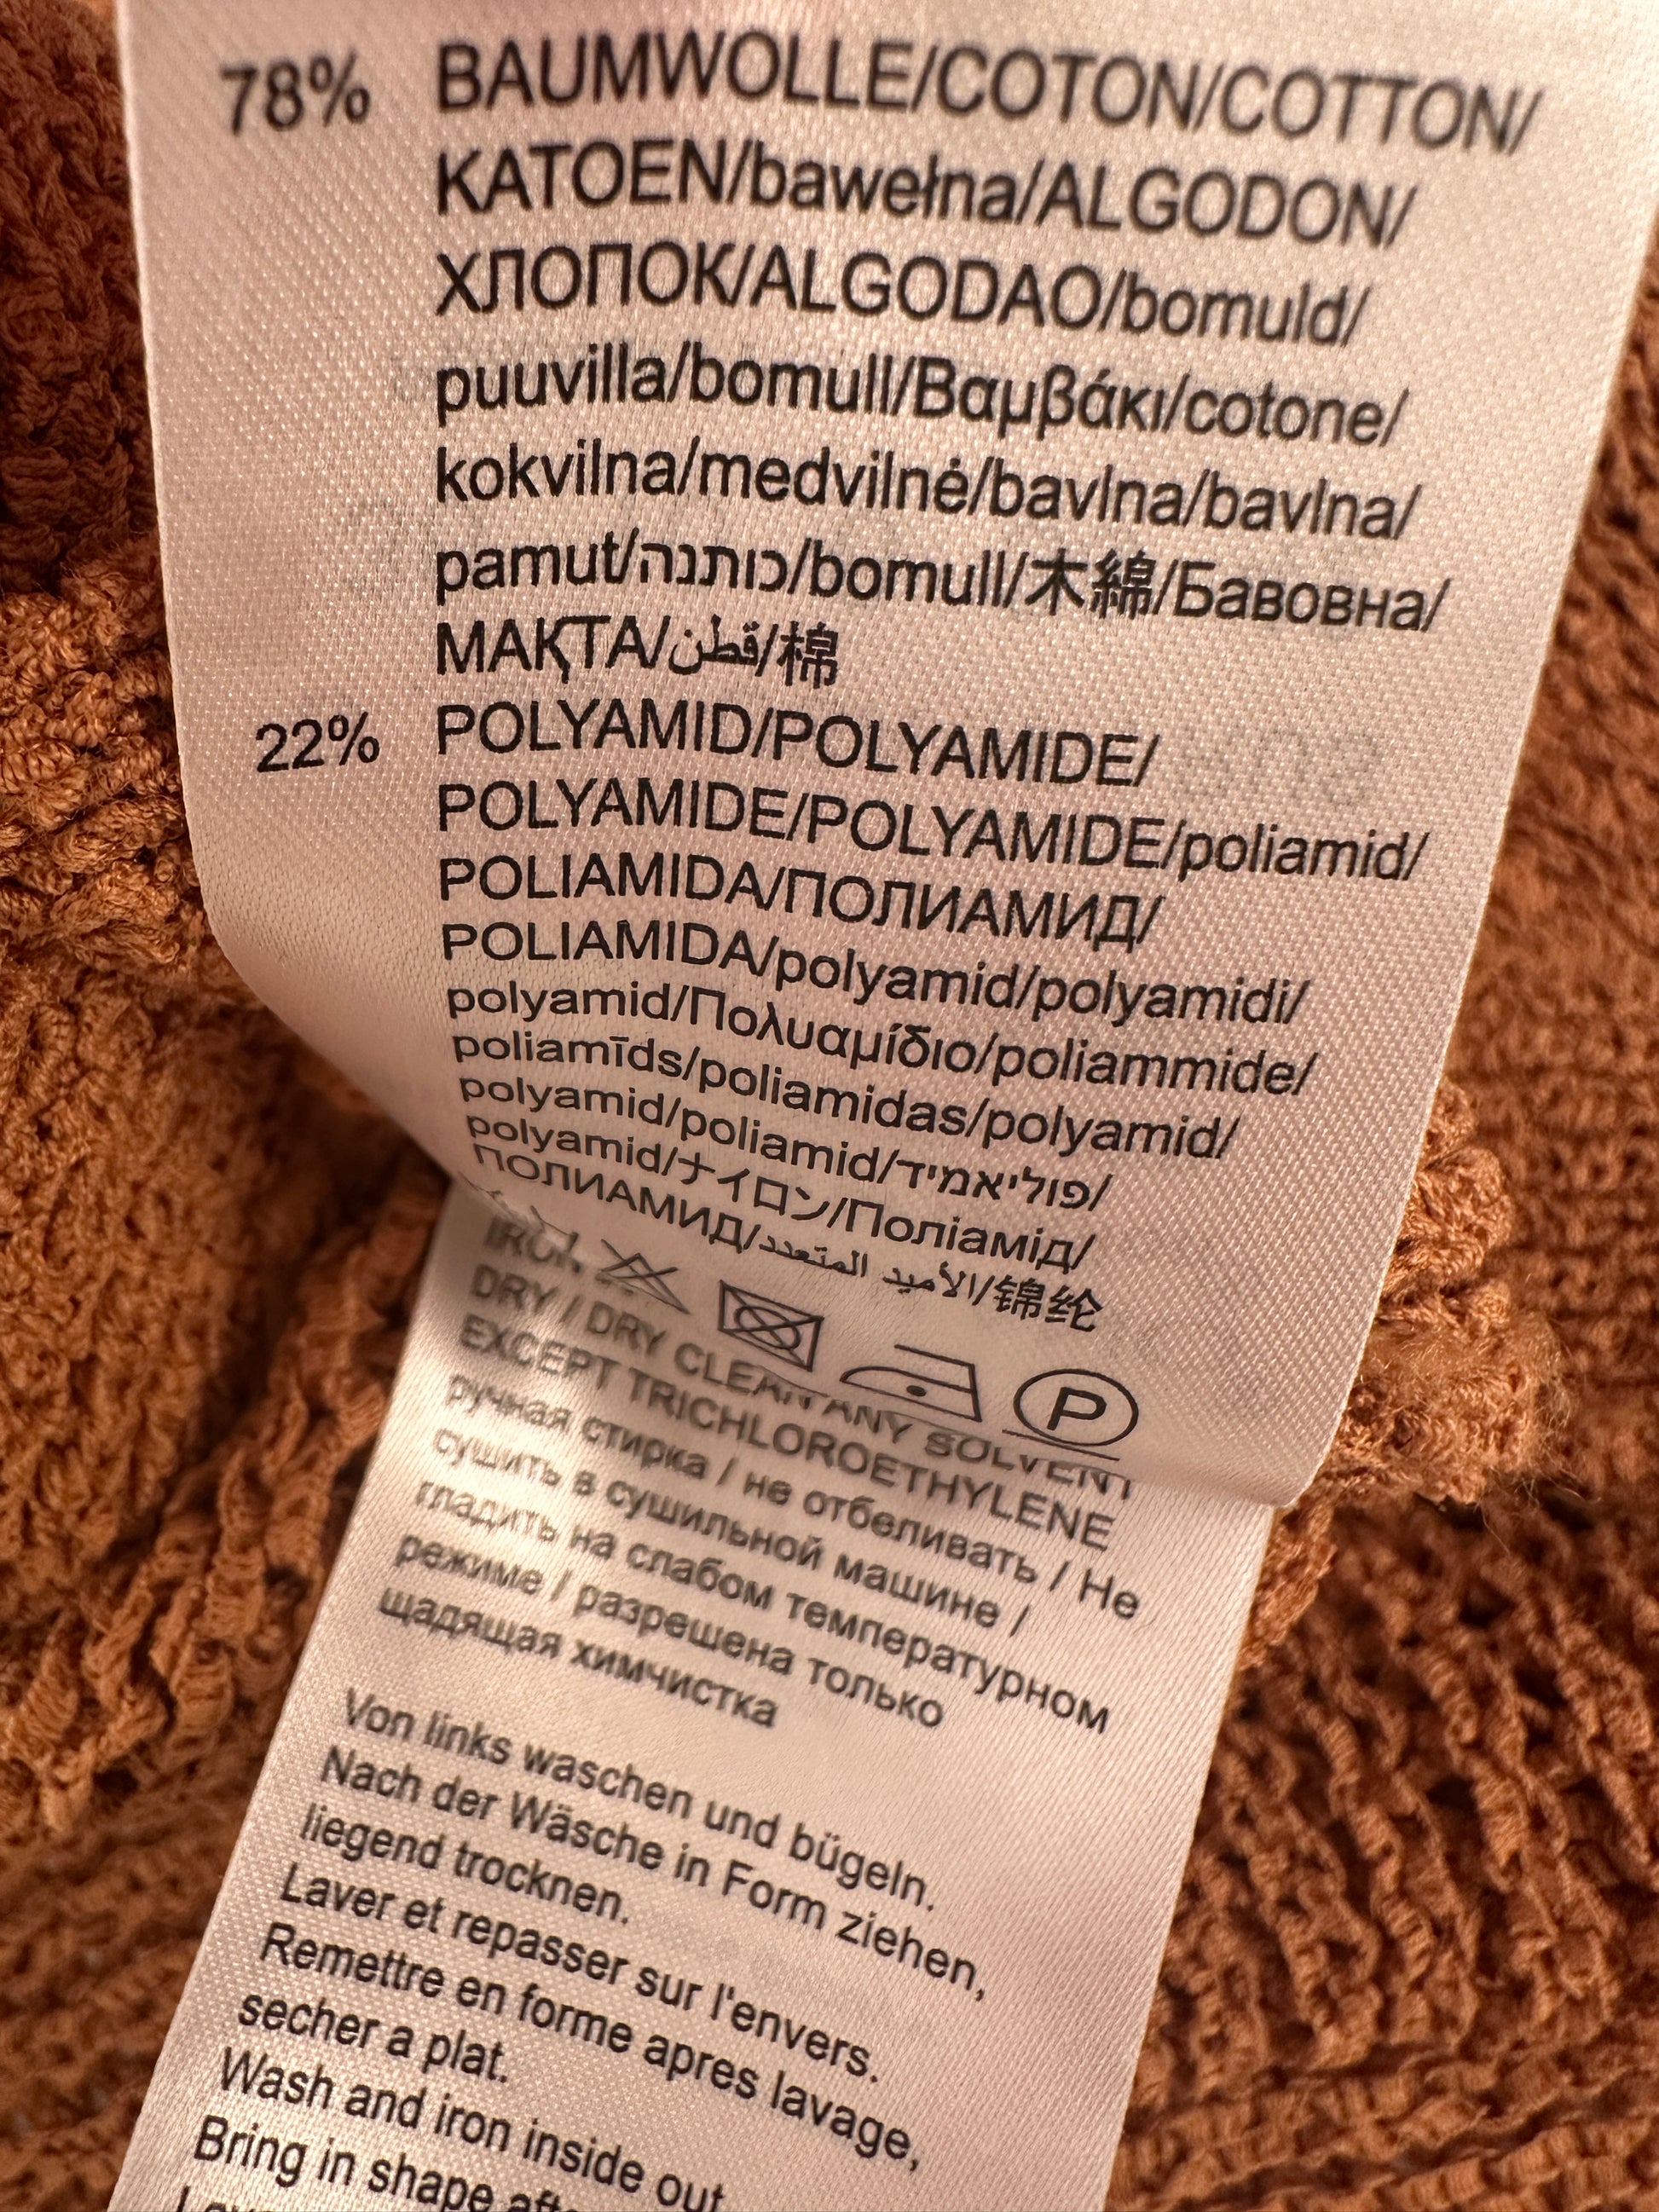 78% BAUMWOLLE/COTON/COTTON/
KATOEN/bawełna/ALGODON/
ХЛОПОК/ALGODAO/bomuld/
puuvilla/bomull/Βαμβάκι/cotone/
kokvilna/medvilnė/bavlna/bavlna/
pamut/כותנה/bomull/木綿/Бавовна/
МАҚТА/قطن/棉
22% POLYAMID/POLYAMIDE/
POLYAMIDE/POLYAMIDE/poliamid/
POLIAMIDA/ПОЛИАМИД/
POLIAMIDA/polyamid/polyamidi/
polyamid/Πολυαμίδιο/poliammide/
poliamīds/poliamidas/polyamid/
polyamid/poliamid/פוליאמיד/
polyamid/ナイロン/Поліамід/
ПОЛИАМИД/الأميد المتعدد/锦纶
P
IRON
DRY / DRY CLEAN ANY SOLVENT
EXCEPT TRICHLOROETHYLENE
ручная стирка / не отбеливать / Не
сушить в сушильной машине /
гладить на слабом температурном
режиме / разрешена только
щадящая химчистка
Von links waschen und bügeln.
Nach der Wäsche in Form ziehen,
liegend trocknen.
Laver et repasser sur l'envers.
Remettre en forme apres lavage,
secher a plat.
Wash and iron inside out
Bring in shape